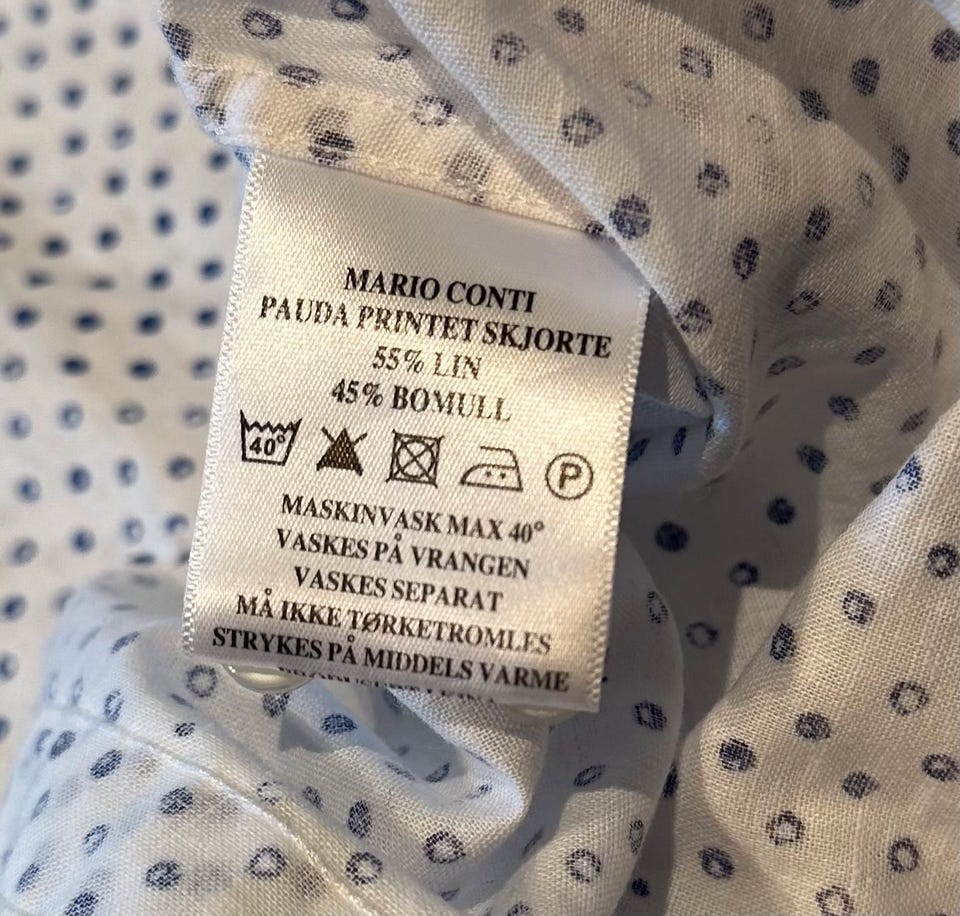 MARIO CONTI
PAUDA PRINTET SKJORTE
55% LIN
45% BOMULL
40° P
MASKINVASK MAX 40°
VASKES PÅ VRANGEN
VASKES SEPARAT
MÅ IKKE TØRKETROMLES
STRYKES PÅ MIDDELS VARME